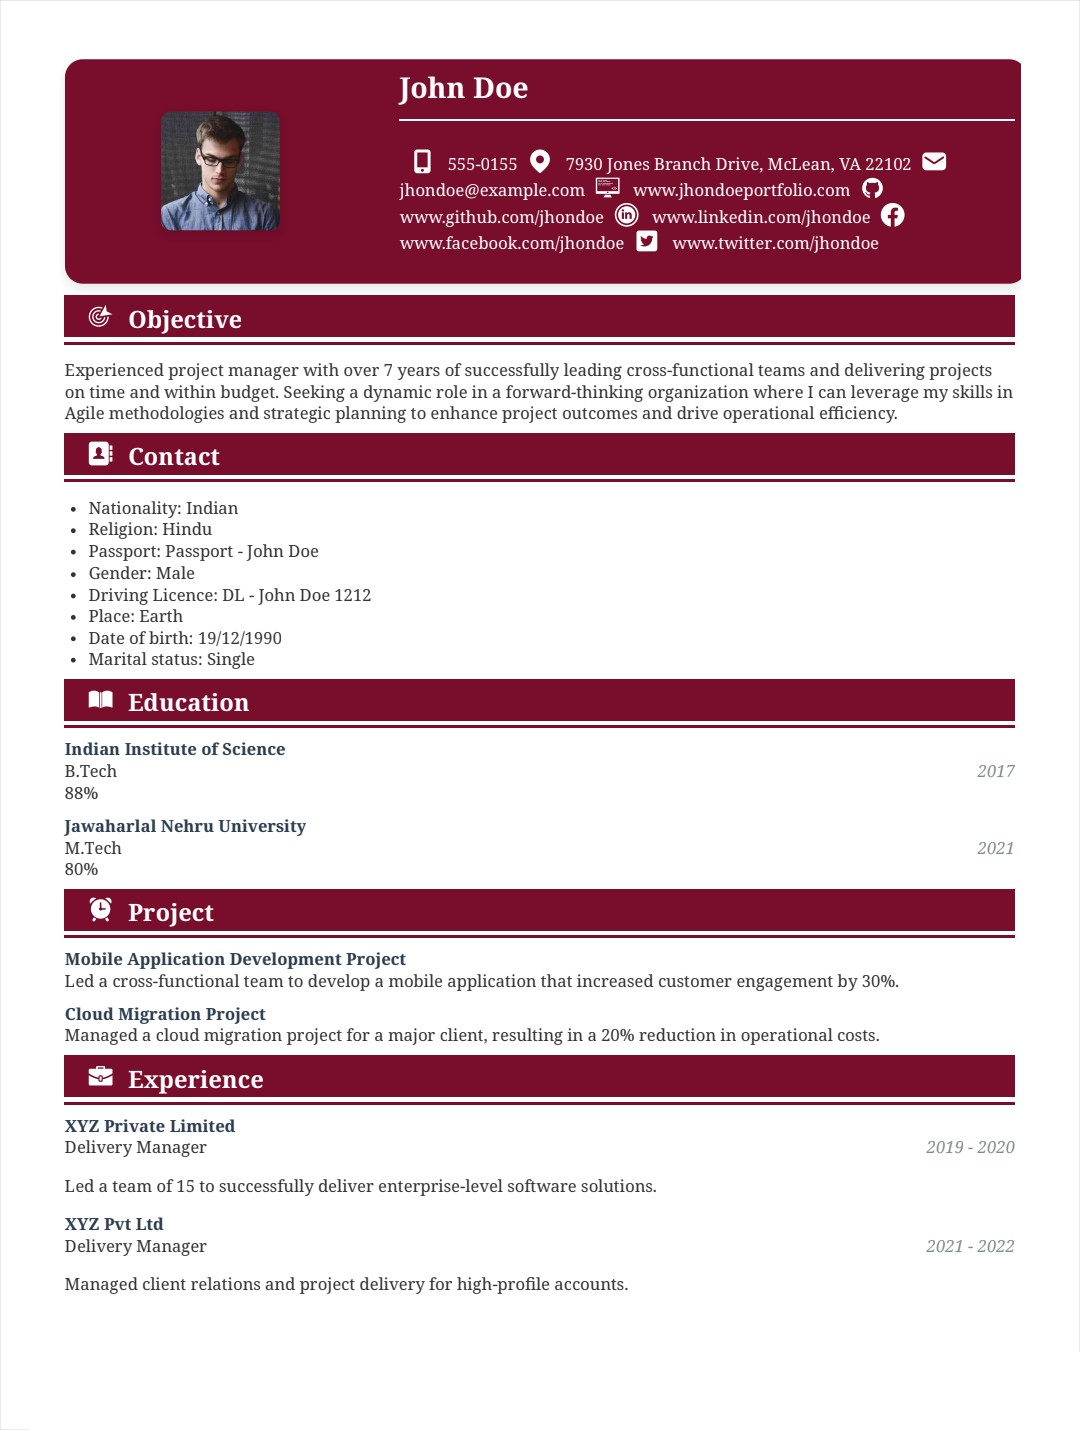 John Doe
555-0155 7930 Jones Branch Drive, McLean, VA 22102
jhondoe@example.com www.jhondoeportfolio.com
www.github.com/jhondoe www.linkedin.com/jhondoe
www.facebook.com/jhondoe www.twitter.com/jhondoe
Objective
Experienced project manager with over 7 years of successfully leading cross-functional teams and delivering projects
on time and within budget. Seeking a dynamic role in a forward-thinking organization where I can leverage my skills in
Agile methodologies and strategic planning to enhance project outcomes and drive operational efficiency.
Contact
• Nationality: Indian
• Religion: Hindu
• Passport: Passport - John Doe
• Gender: Male
• Driving Licence: DL - John Doe 1212
• Place: Earth
• Date of birth: 19/12/1990
• Marital status: Single
Education
Indian Institute of Science
B.Tech 2017
88%
Jawaharlal Nehru University
M.Tech 2021
80%
Project
Mobile Application Development Project
Led a cross-functional team to develop a mobile application that increased customer engagement by 30%.
Cloud Migration Project
Managed a cloud migration project for a major client, resulting in a 20% reduction in operational costs.
Experience
XYZ Private Limited
Delivery Manager 2019 - 2020
Led a team of 15 to successfully deliver enterprise-level software solutions.
XYZ Pvt Ltd
Delivery Manager 2021 - 2022
Managed client relations and project delivery for high-profile accounts.